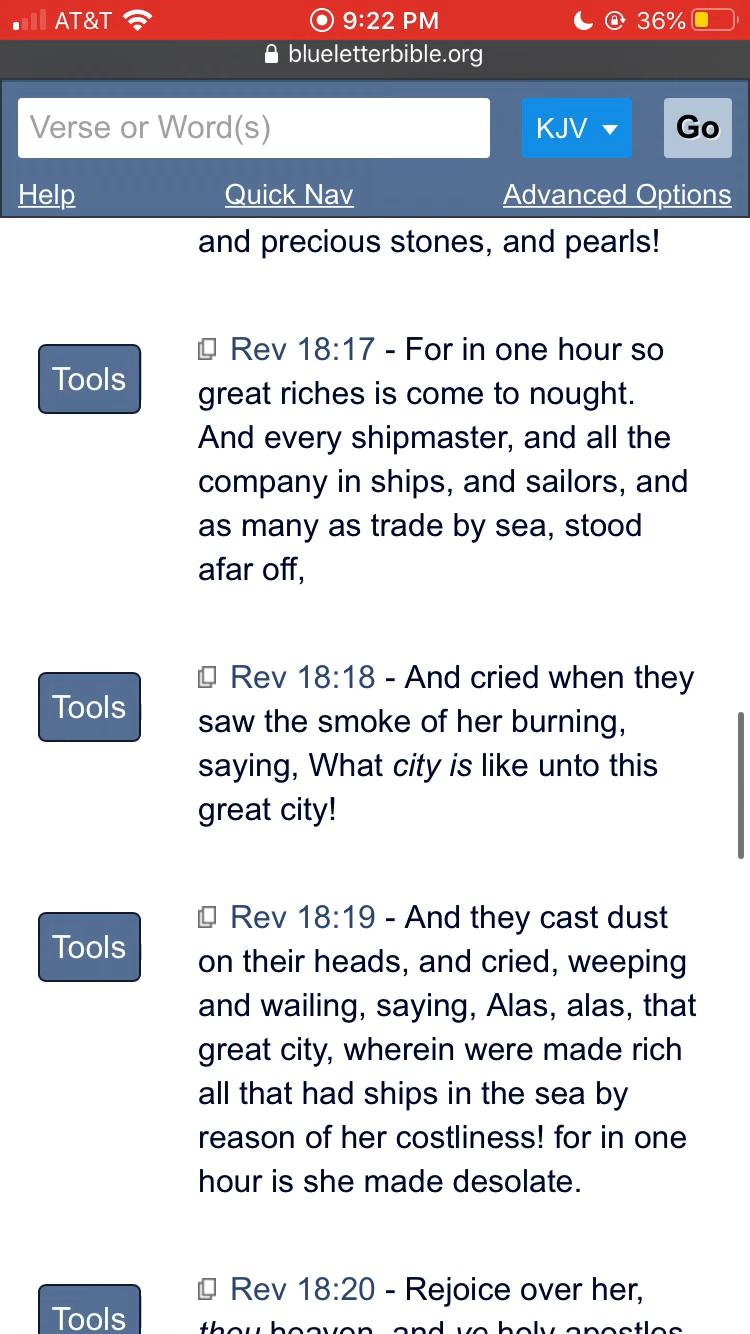 AT&T 9:22 PM 36%
blueletterbible.org
Verse or Word(s) KJV Go
Help Quick Nav Advanced Options
and precious stones, and pearls!
Tools
Rev 18:17 - For in one hour so
great riches is come to nought.
And every shipmaster, and all the
company in ships, and sailors, and
as many as trade by sea, stood
afar off,
Tools
Rev 18:18 - And cried when they
saw the smoke of her burning,
saying, What city is like unto this
great city!
Tools
Rev 18:19 - And they cast dust
on their heads, and cried, weeping
and wailing, saying, Alas, alas, that
great city, wherein were made rich
all that had ships in the sea by
reason of her costliness! for in one
hour is she made desolate.
Tools
Rev 18:20 - Rejoice over her,
thou heaven, and ye holy apostles